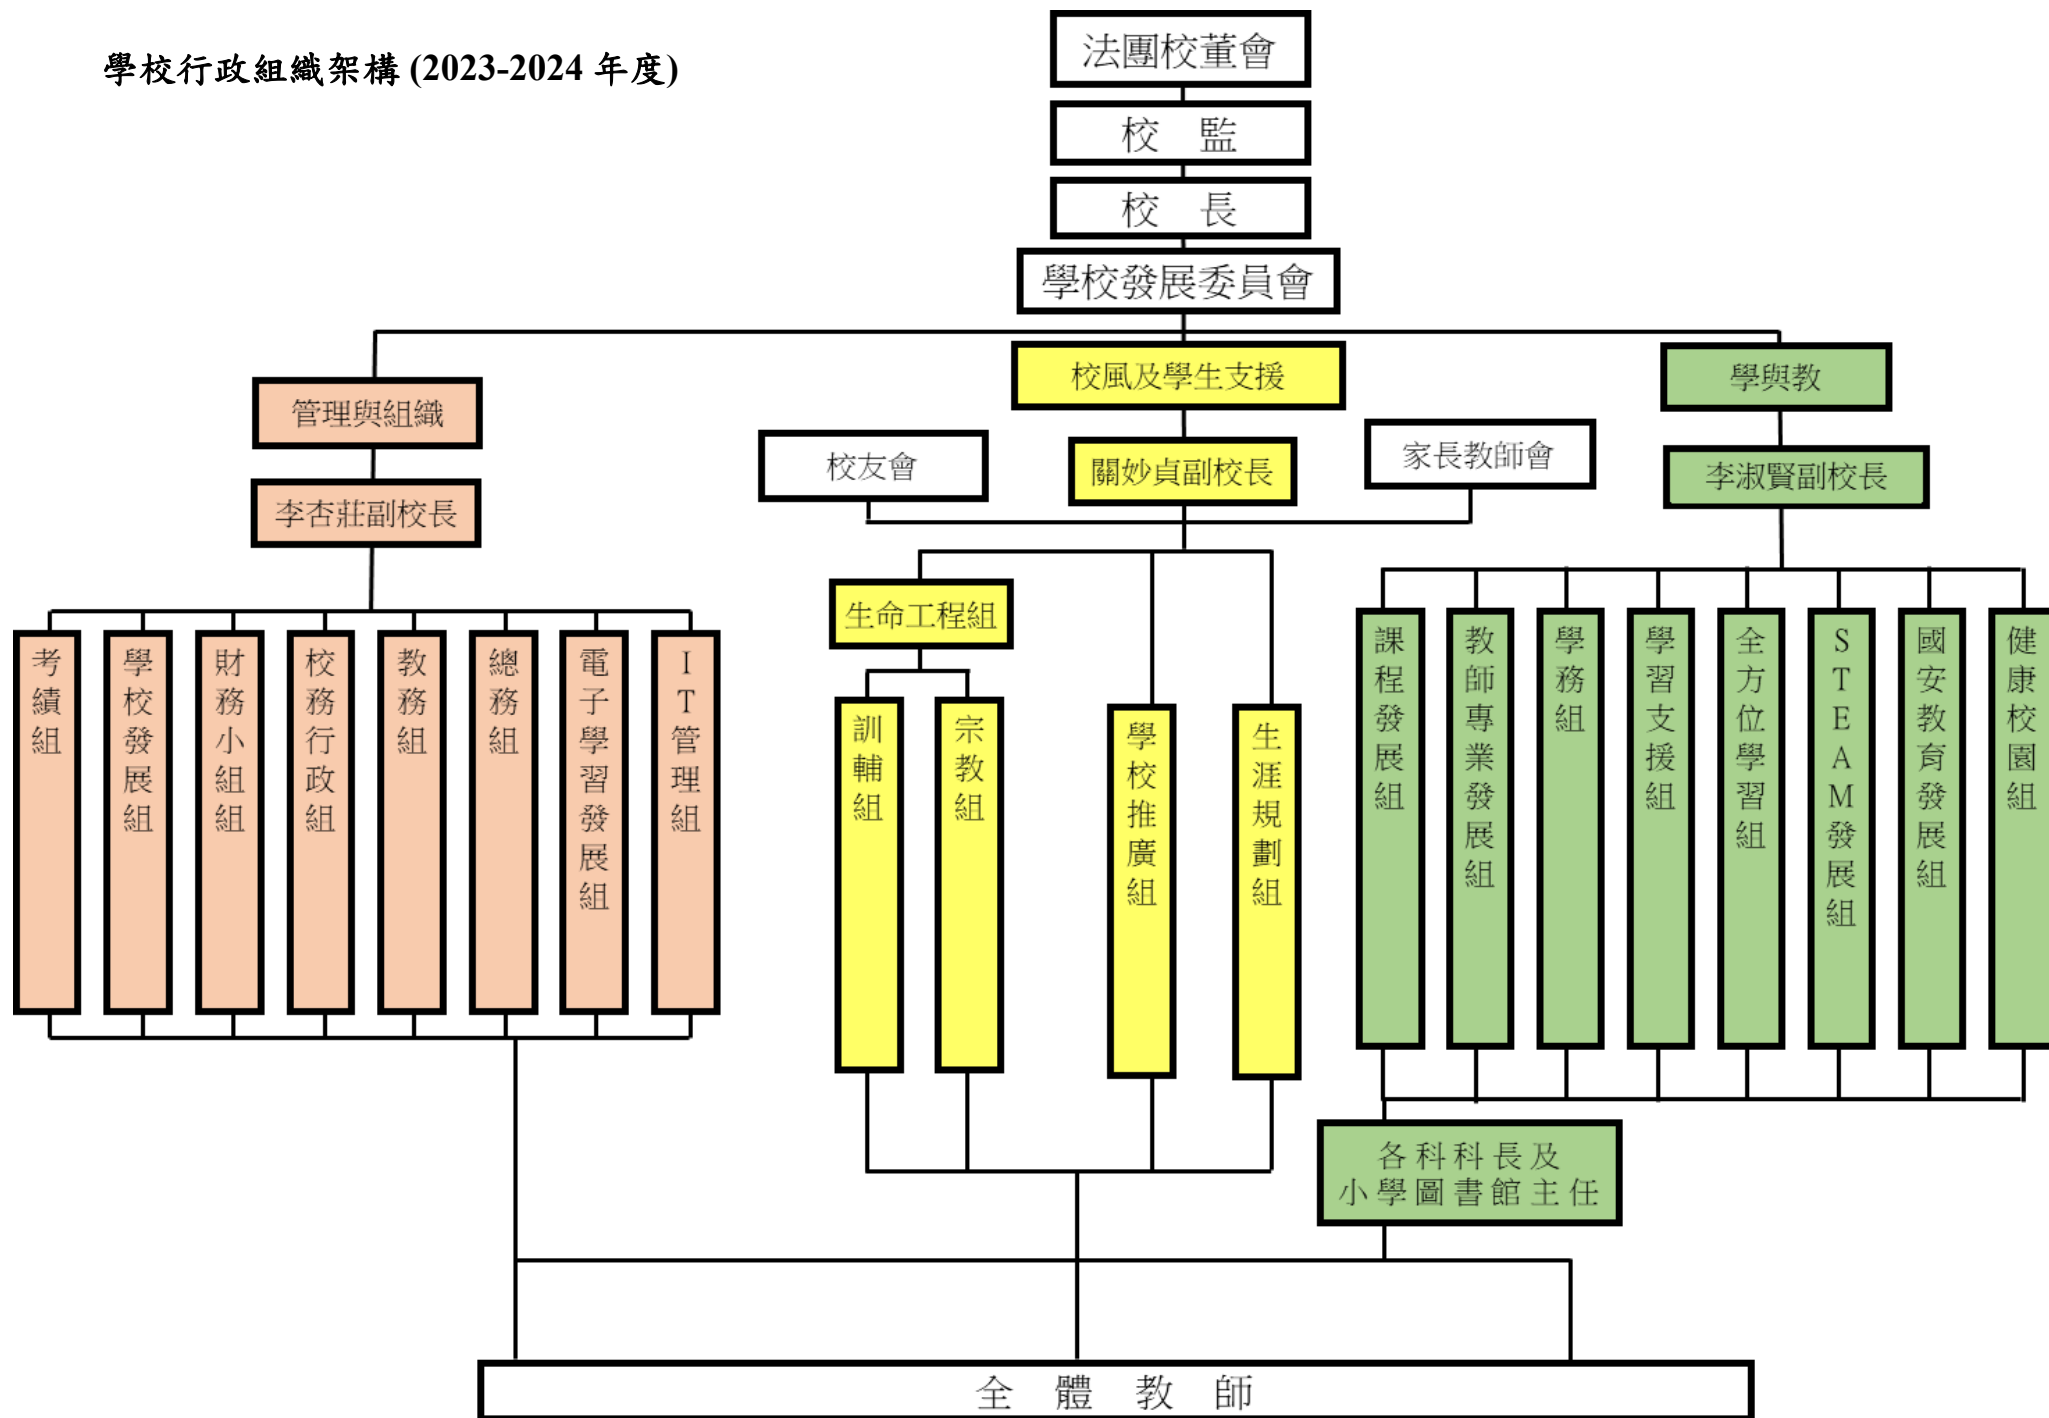 學校行政組織架構 (2023-2024 年度)
法團校董會
校 監
校 長
學校發展委員會
管理與組織
校風及學生支援
學與教
李杏莊副校長
校友會
關妙貞副校長
家長教師會
李淑賢副校長
考績組
學校發展組
財務小組組
校務行政組
教務組
總務組
電子學習發展組
IT管理組
生命工程組
訓輔組
宗教組
學校推廣組
生涯規劃組
課程發展組
教師專業發展組
學務組
學習支援組
全方位學習組
STEAM發展組
國安教育發展組
健康校園組
各科科長及
小學圖書館主任
全 體 教 師